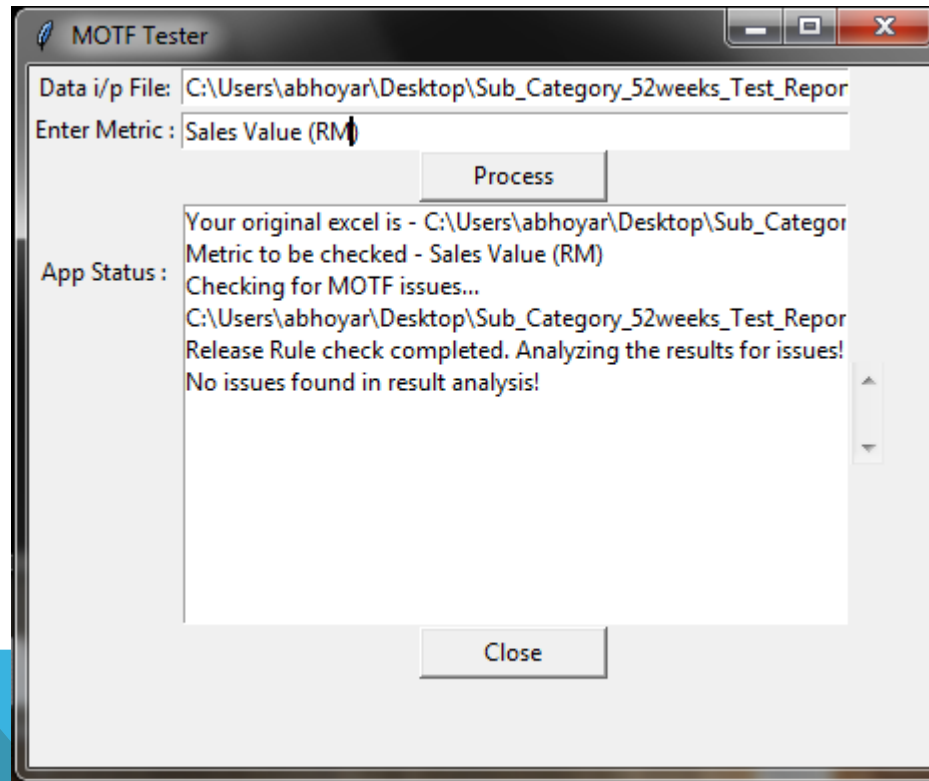 MOTF Tester
Data i/p File: C:\Users\abhoyar\Desktop\Sub_Category_52weeks_Test_Repor
Enter Metric : Sales Value (RM)
Process
Your original excel is - C:\Users\abhoyar\Desktop\Sub_Categor
Metric to be checked - Sales Value (RM)
App Status :
Checking for MOTF issues...
C:\Users\abhoyar\Desktop\Sub_Category_52weeks_Test_Repor
Release Rule check completed. Analyzing the results for issues!
No issues found in result analysis!
Close